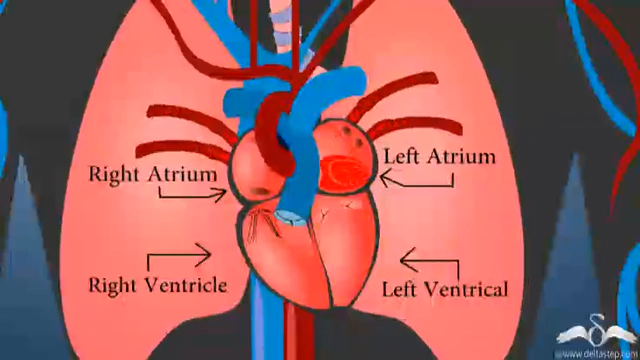 Left Atrium
Right Atrium
Right Ventricle
Left Ventrical
www.deltastep.com